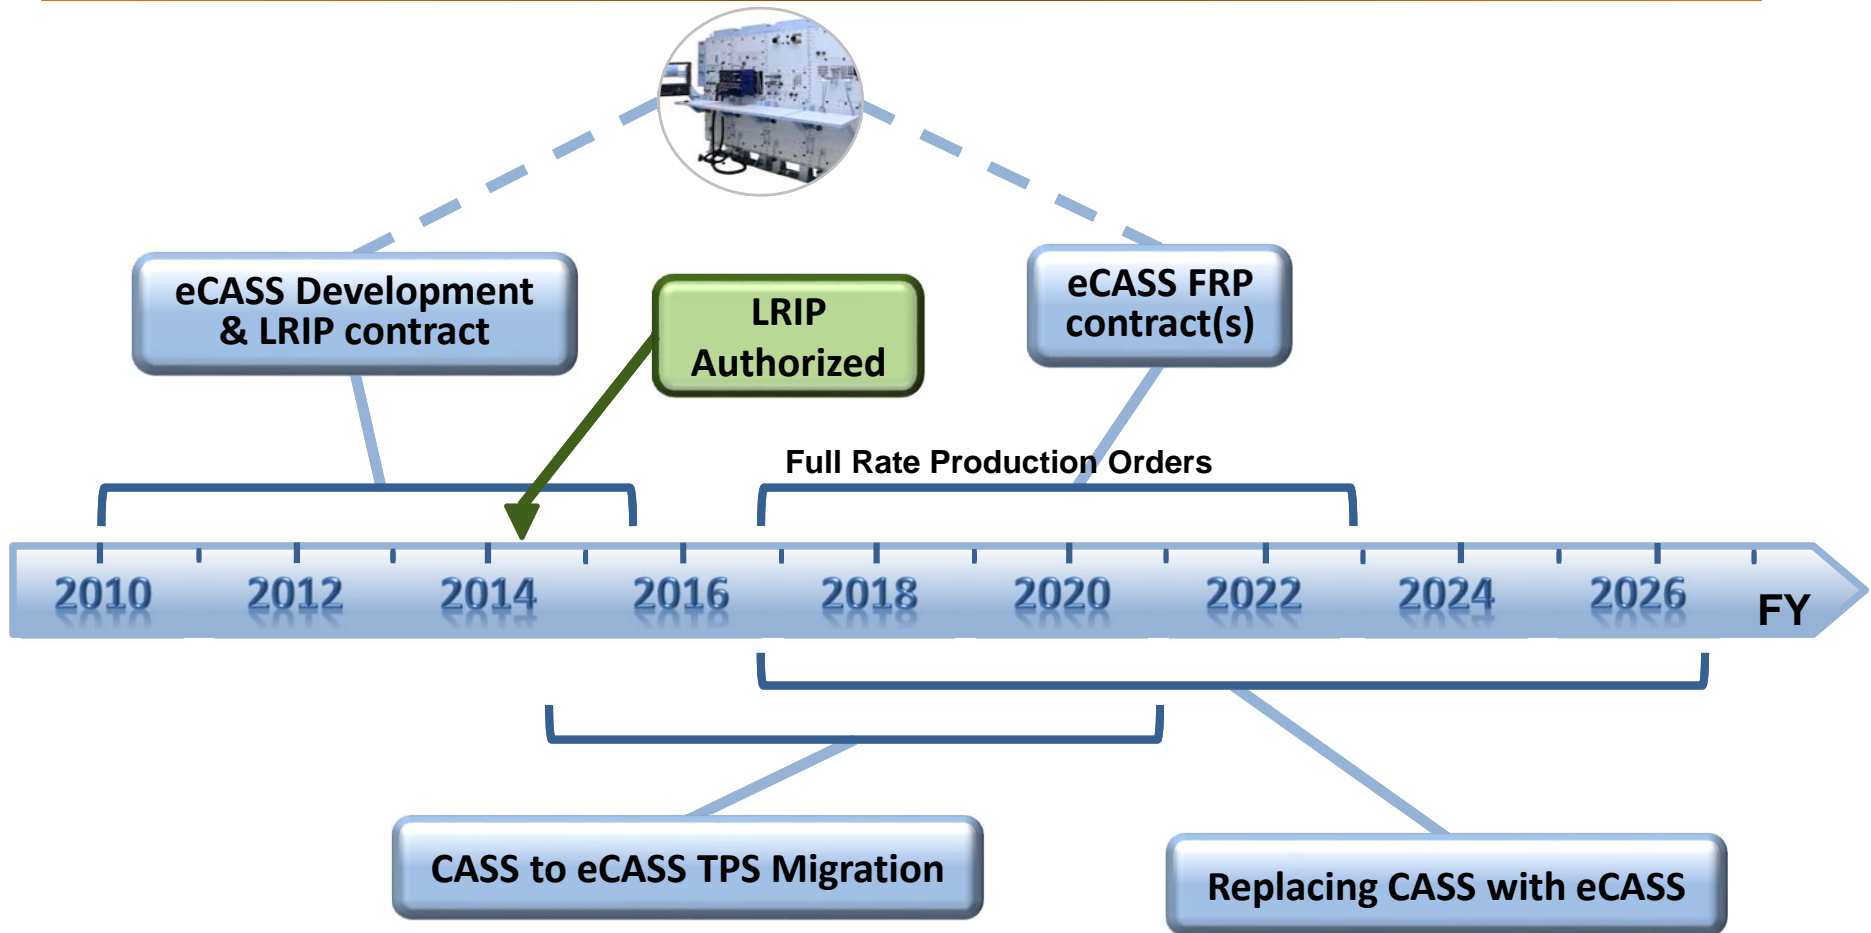 eCASS Development
& LRIP contract
LRIP
Authorized
eCASS FRP
contract(s)
Full Rate Production Orders
2010 2012 2014 2016 2018 2020 2022 2024 2026 FY
CASS to eCASS TPS Migration
Replacing CASS with eCASS